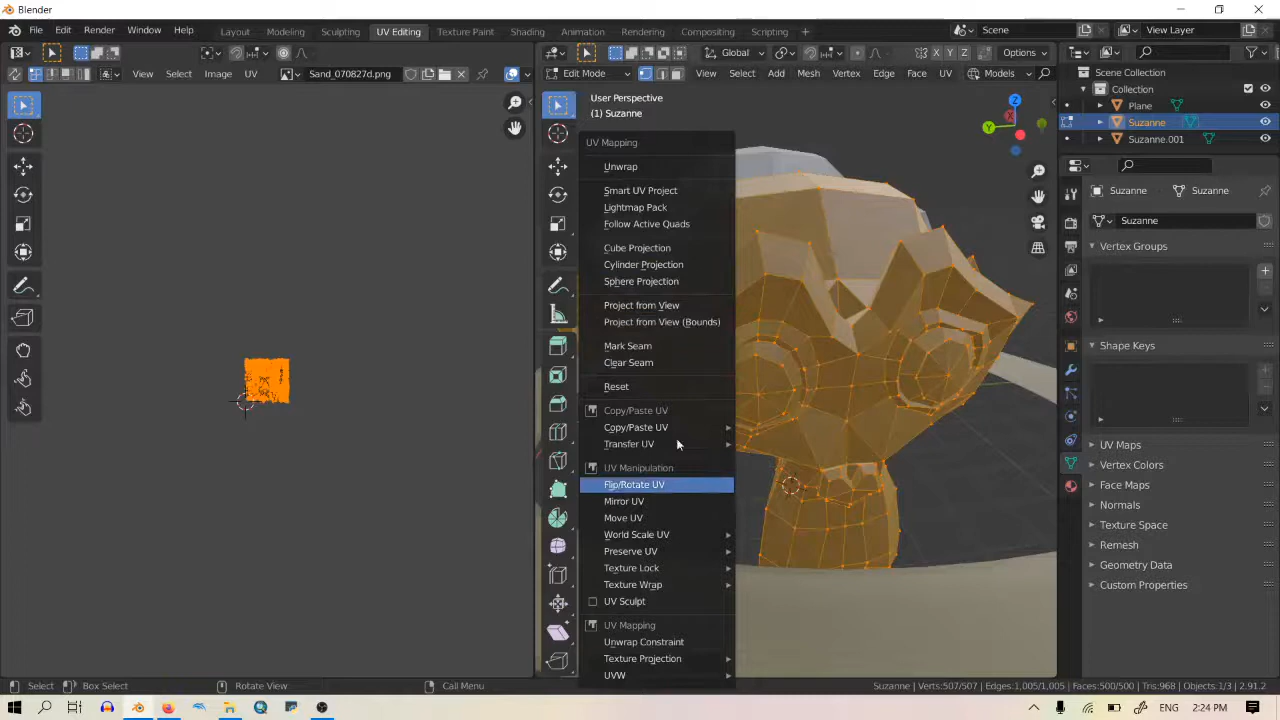 Blender
File Edit Render Window Help
Layout Modeling Sculpting UV Editing Texture Paint Shading Animation Rendering Compositing Scripting +
Scene
View Layer
Global
Options
View Select Image UV
Sand_070827d.png
Edit Mode
View Select Add Mesh Vertex Edge Face UV
Models
User Perspective
(1) Suzanne
UV Mapping
Unwrap
Smart UV Project
Lightmap Pack
Follow Active Quads
Cube Projection
Cylinder Projection
Sphere Projection
Project from View
Project from View (Bounds)
Mark Seam
Clear Seam
Reset
Copy/Paste UV
Copy/Paste UV
Transfer UV
UV Manipulation
Flip/Rotate UV
Mirror UV
Move UV
World Scale UV
Preserve UV
Texture Lock
Texture Wrap
UV Sculpt
UV Mapping
Unwrap Constraint
Texture Projection
UVW
X Y Z
Z
X
Y
Scene Collection
Collection
Plane
Suzanne
Suzanne.001
Suzanne
Suzanne
Suzanne
Vertex Groups
Shape Keys
UV Maps
Vertex Colors
Face Maps
Normals
Texture Space
Remesh
Geometry Data
Custom Properties
Select
Box Select
Rotate View
Call Menu
Suzanne | Verts:507/507 | Edges:1,005/1,005 | Faces:500/500 | Tris:968 | Objects:1/3 | 2.91.2
ENG
2:24 PM